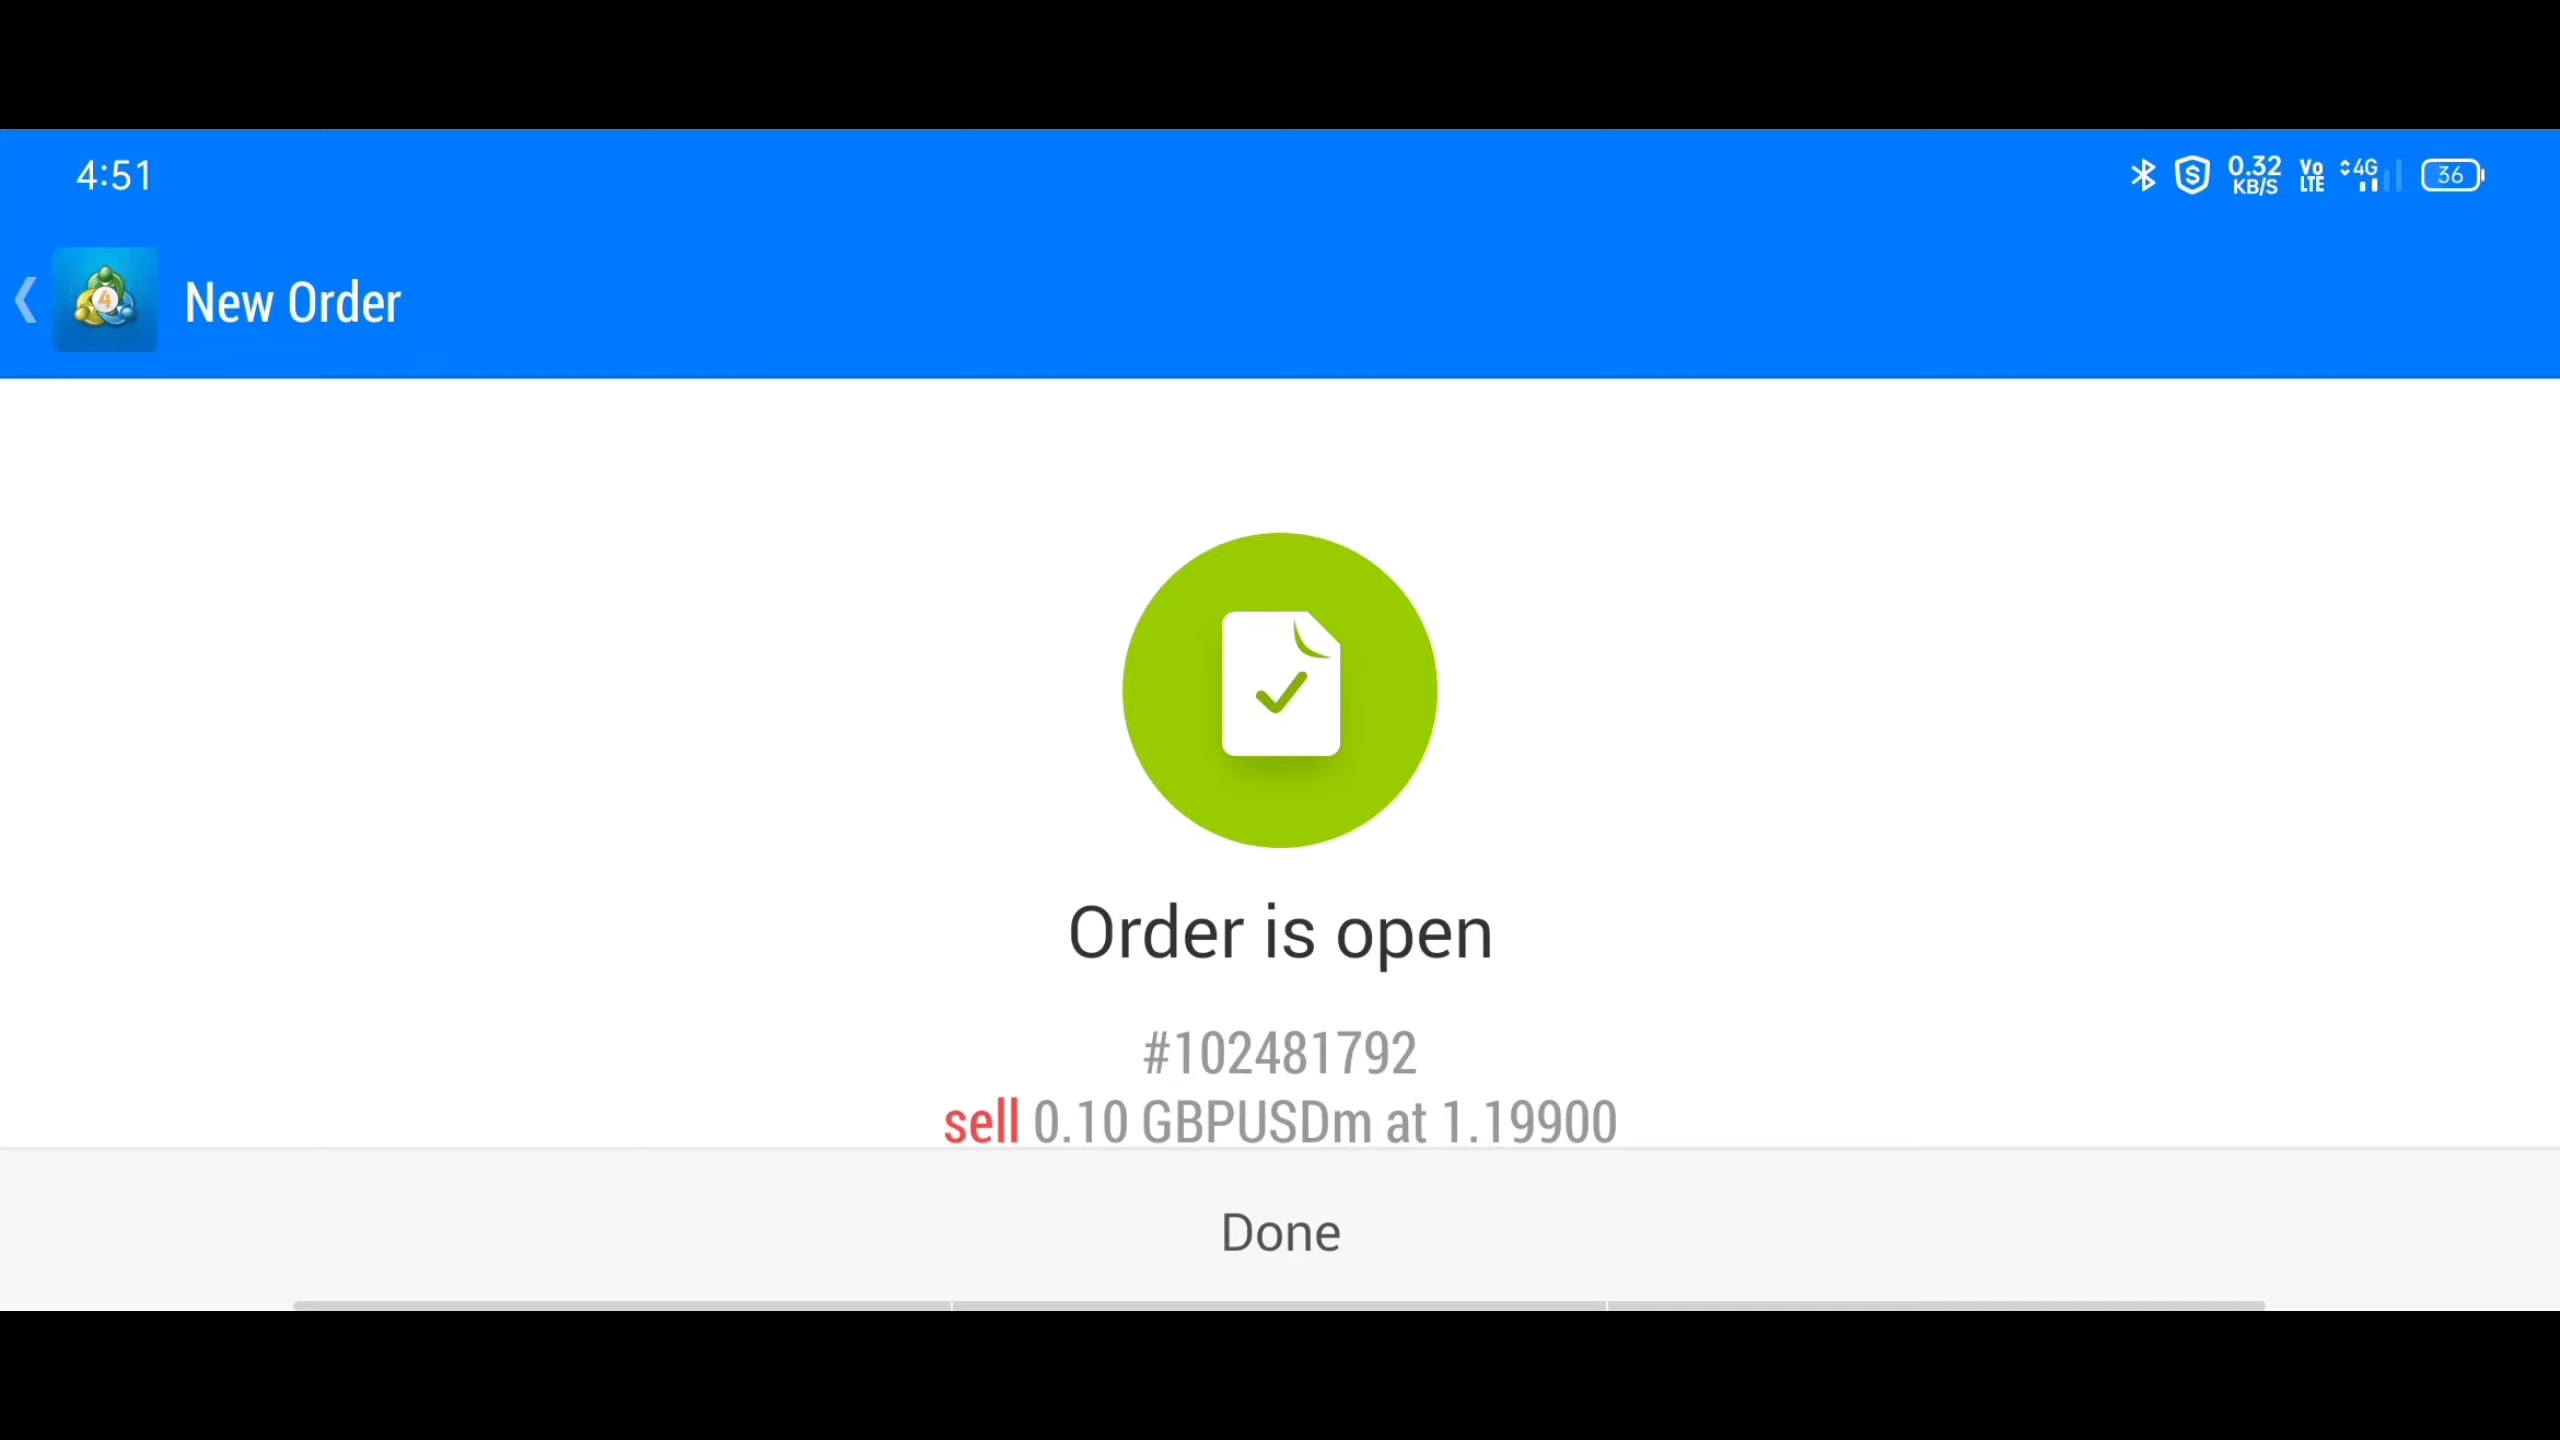 4:51
0.32
KB/S
Vo
LTE
4G
36
4
New Order
Order is open
#102481792
sell 0.10 GBPUSDm at 1.19900
Done